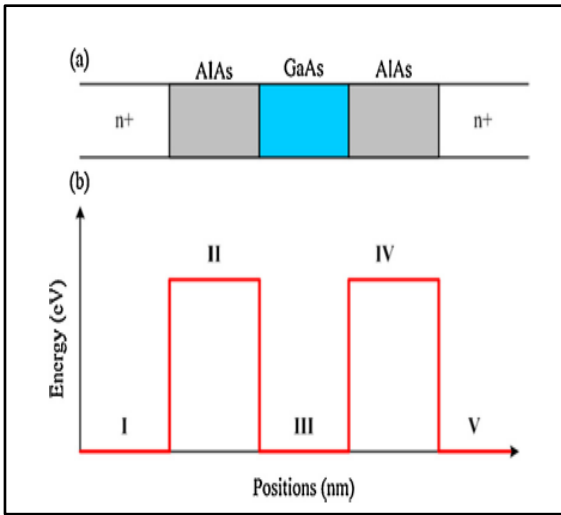 (a)
AlAs GaAs AlAs
n+ n+
(b)
II IV
Energy (eV)
I III V
Positions (nm)